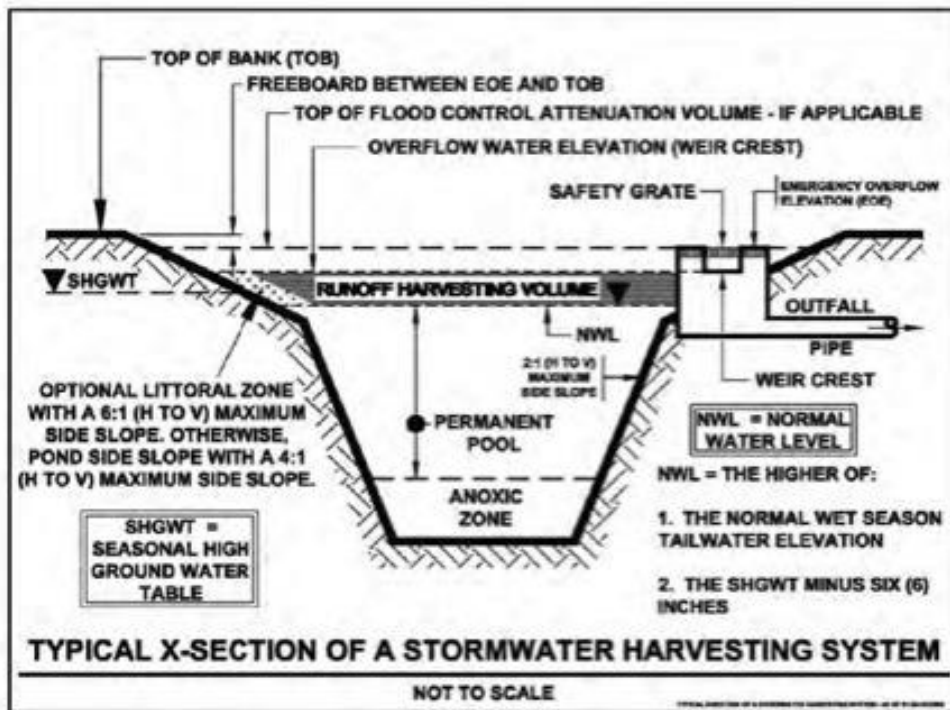 TOP OF BANK (TOB)
FREEBOARD BETWEEN EOE AND TOB
TOP OF FLOOD CONTROL ATTENUATION VOLUME - IF APPLICABLE
OVERFLOW WATER ELEVATION (WEIR CREST)
SAFETY GRATE
EMERGENCY OVERFLOW
ELEVATION (EOE)
SHGWT
RUNOFF HARVESTING VOLUME
OUTFALL
PIPE
NWL
2:1 (H TO V)
MAXIMUM
SIDE SLOPE
WEIR CREST
OPTIONAL LITTORAL ZONE
WITH A 6:1 (H TO V) MAXIMUM
SIDE SLOPE. OTHERWISE,
POND SIDE SLOPE WITH A 4:1
(H TO V) MAXIMUM SIDE SLOPE.
PERMANENT
POOL
NWL = NORMAL
WATER LEVEL
ANOXIC
ZONE
NWL = THE HIGHER OF:
1. THE NORMAL WET SEASON
TAILWATER ELEVATION
2. THE SHGWT MINUS SIX (6)
INCHES
SHGWT =
SEASONAL HIGH
GROUND WATER
TABLE
TYPICAL X-SECTION OF A STORMWATER HARVESTING SYSTEM
NOT TO SCALE